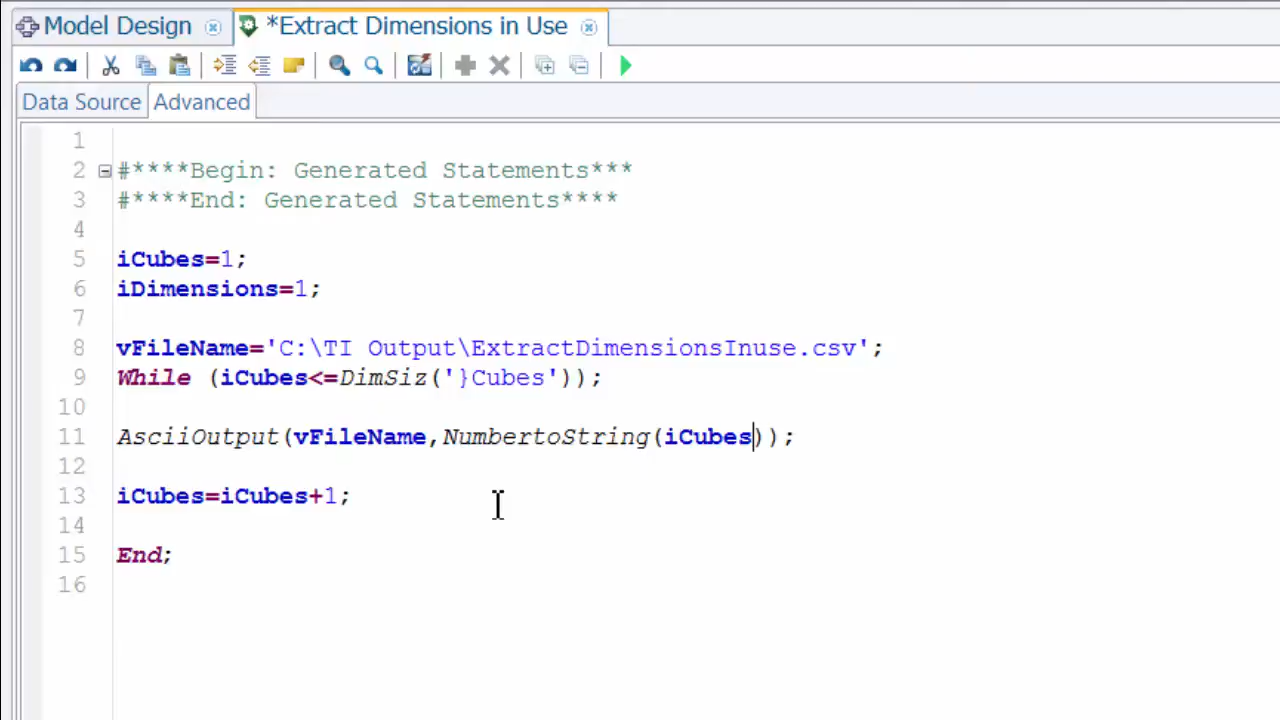 Model Design *Extract Dimensions in Use
Data Source Advanced
1
2 #****Begin: Generated Statements***
3 #****End: Generated Statements****
4
5 iCubes=1;
6 iDimensions=1;
7
8 vFileName='C:\TI Output\ExtractDimensionsInuse.csv';
9 While (iCubes<=DimSiz('}Cubes'));
10
11 AsciiOutput(vFileName,NumbertoString(iCubes));
12
13 iCubes=iCubes+1;
14
15 End;
16